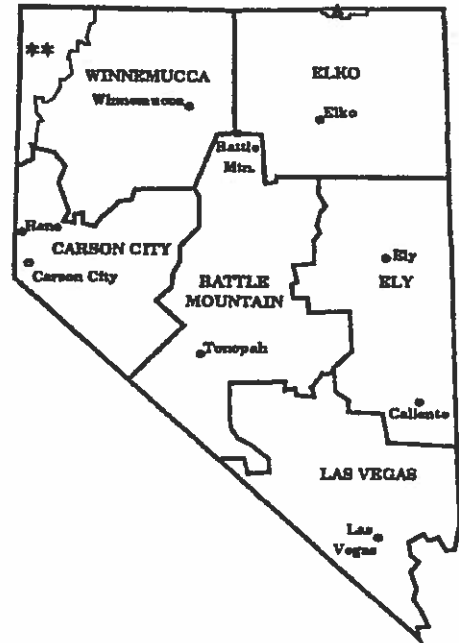 **
WINNEMUCCA
Winnemucca
ELKO
Elko
Battle
Mtn.
Reno
CARSON CITY
Carson City
Ely
ELY
BATTLE
MOUNTAIN
Tonopah
Caliente
LAS VEGAS
Las
Vegas